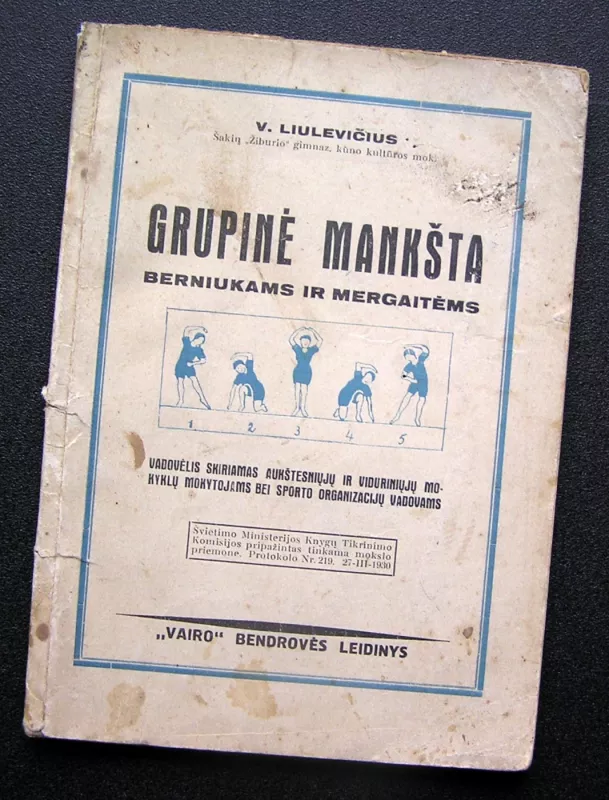 V. LIULEVIČIUS
Šakių „Žiburio" gimnaz. kūno kultūros mok.
GRUPINĖ MANKŠTA
BERNIUKAMS IR MERGAITĖMS
1 2 3 4 5
VADOVĖLIS SKIRIAMAS AUKŠTESNIŲJŲ IR VIDURINIŲJŲ MO-
KYKLŲ MOKYTOJAMS BEI SPORTO ORGANIZACIJŲ VADOVAMS
Švietimo Ministerijos Knygų Tikrinimo
Komisijos pripažintas tinkama mokslo
priemone. Protokolo Nr. 219. 27-III-1930
„VAIRO" BENDROVĖS LEIDINYS